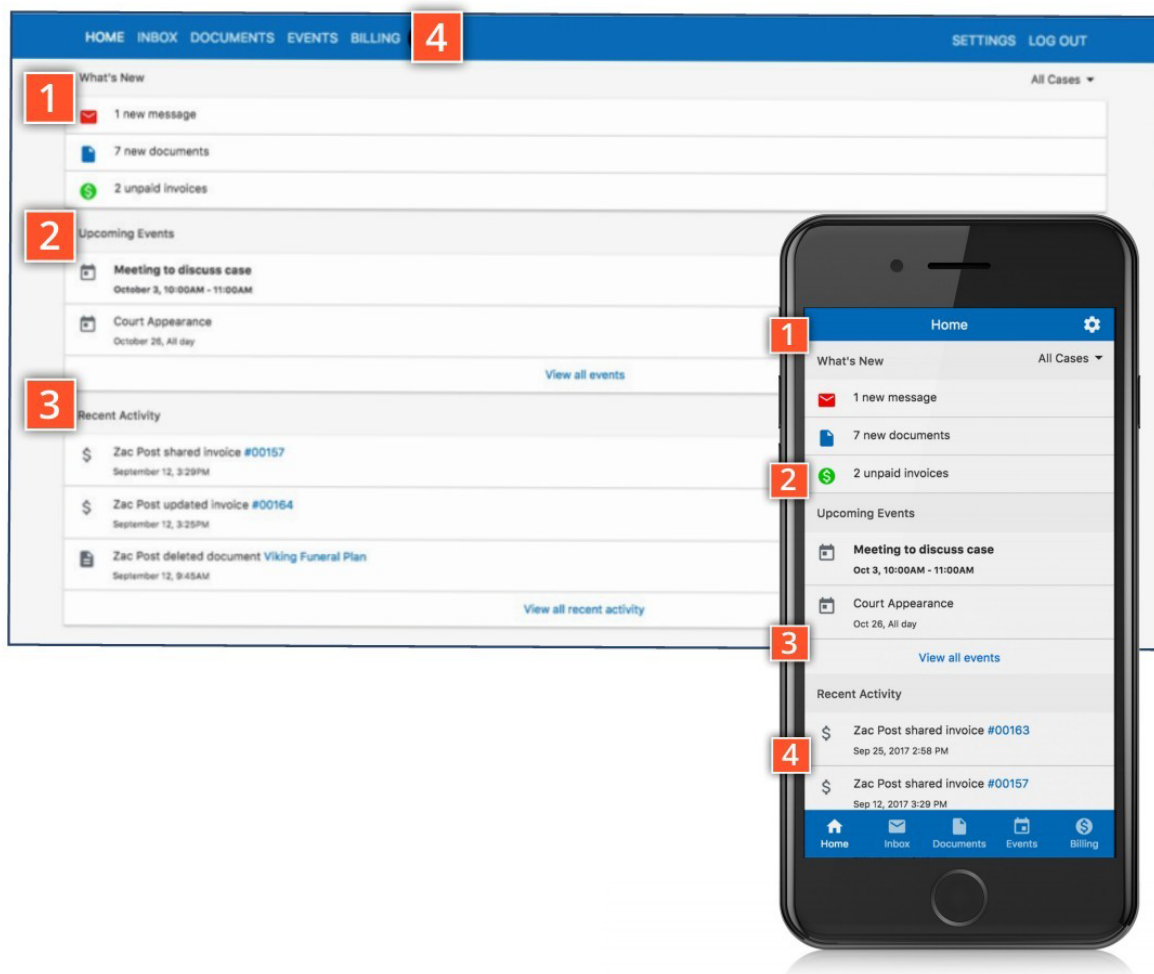 HOME INBOX DOCUMENTS EVENTS BILLING 4 SETTINGS LOG OUT
1
What's New All Cases
1 new message
7 new documents
2 unpaid invoices
2
Upcoming Events
Meeting to discuss case
October 3, 10:00AM - 11:00AM
Court Appearance
October 26, All day
View all events
3
Recent Activity
Zac Post shared invoice #00157
September 12, 3:29PM
Zac Post updated invoice #00164
September 12, 3:25PM
Zac Post deleted document Viking Funeral Plan
September 12, 9:45AM
View all recent activity
Home
1
What's New All Cases
1 new message
7 new documents
2
2 unpaid invoices
Upcoming Events
Meeting to discuss case
Oct 3, 10:00AM - 11:00AM
Court Appearance
Oct 26, All day
3
View all events
Recent Activity
Zac Post shared invoice #00163
Sep 25, 2017 2:58 PM
4
Zac Post shared invoice #00157
Sep 12, 2017 3:29 PM
Home Inbox Documents Events Billing